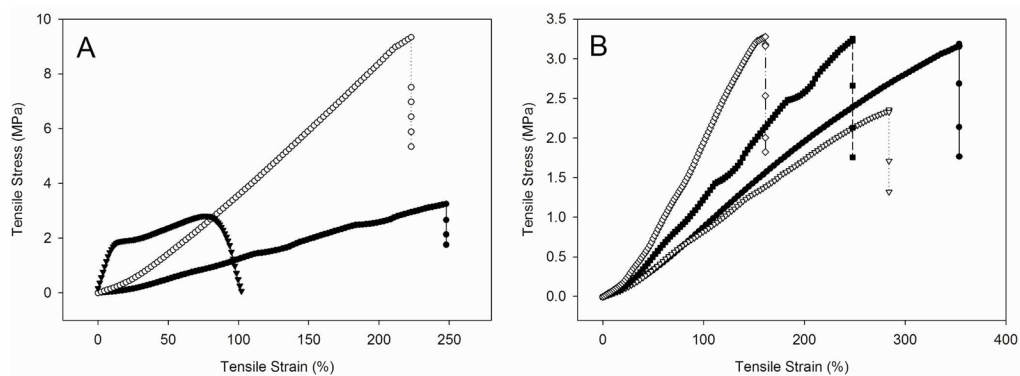 A
Tensile Stress (MPa)
10
8
6
4
2
0
0 50 100 150 200 250
Tensile Strain (%)
B
Tensile Stress (MPa)
3.5
3.0
2.5
2.0
1.5
1.0
0.5
0.0
0 100 200 300 400
Tensile Strain (%)